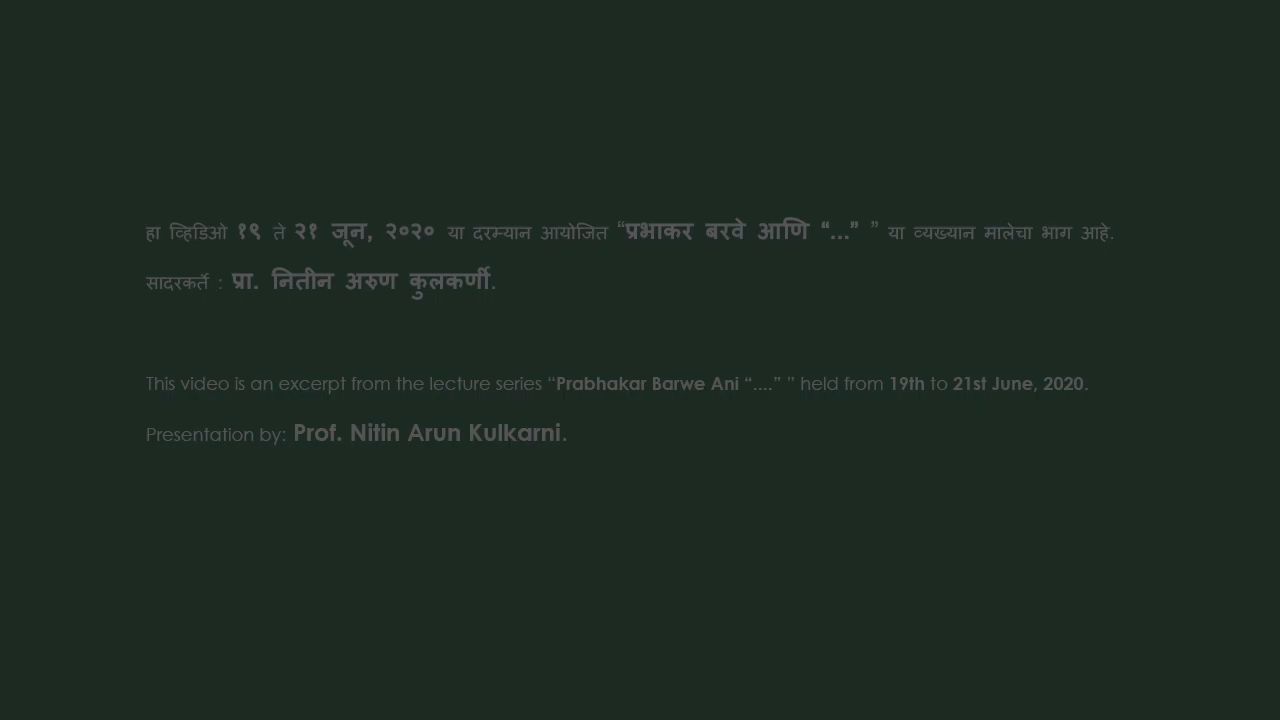 हा व्हिडिओ १९ ते २१ जून, २०२० या दरम्यान आयोजित “प्रभाकर बरवे आणि “...” ” या व्यख्यान मालेचा भाग आहे.
सादरकर्ते : प्रा. नितीन अरुण कुलकर्णी.
This video is an excerpt from the lecture series “Prabhakar Barwe Ani “....” ” held from 19th to 21st June, 2020.
Presentation by: Prof. Nitin Arun Kulkarni.